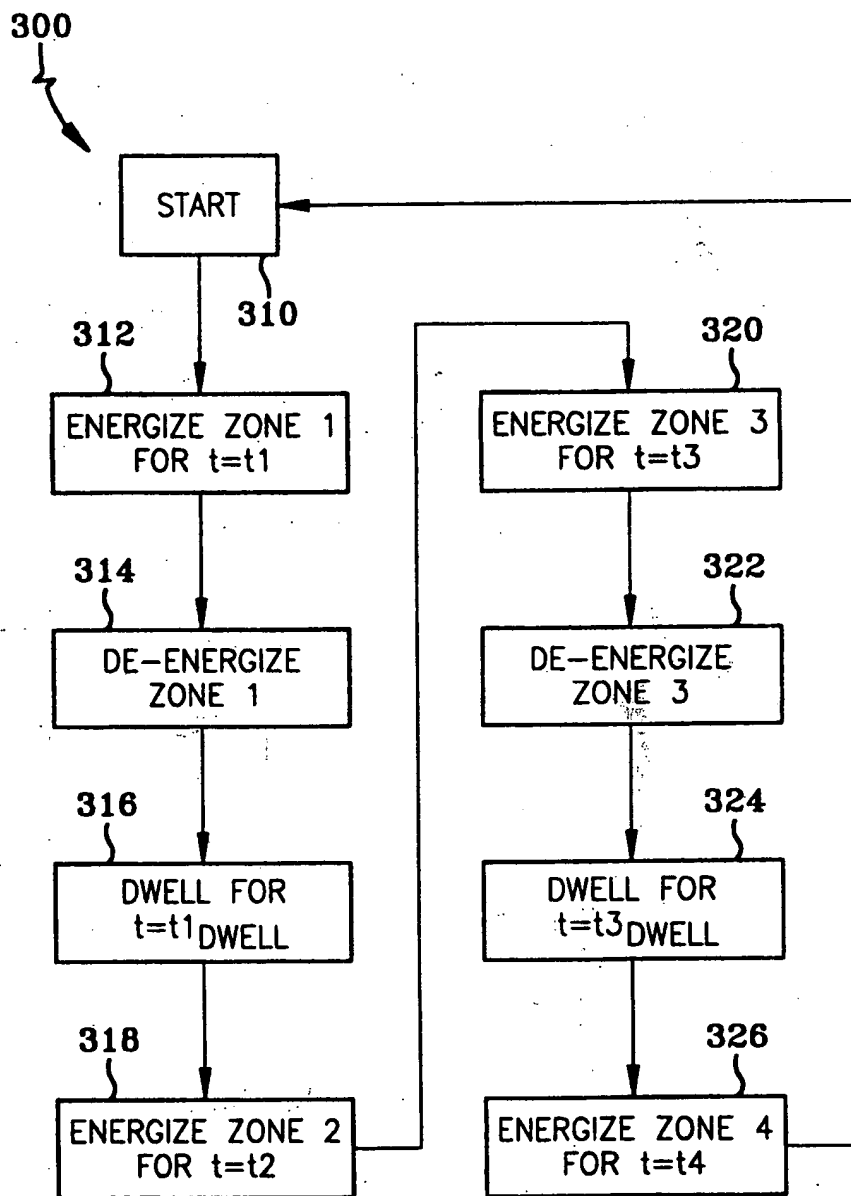 300
START
310
312
ENERGIZE ZONE 1
FOR t=t1
314
DE-ENERGIZE
ZONE 1
316
DWELL FOR
t=t1DWELL
318
ENERGIZE ZONE 2
FOR t=t2
320
ENERGIZE ZONE 3
FOR t=t3
322
DE-ENERGIZE
ZONE 3
324
DWELL FOR
t=t3DWELL
326
ENERGIZE ZONE 4
FOR t=t4